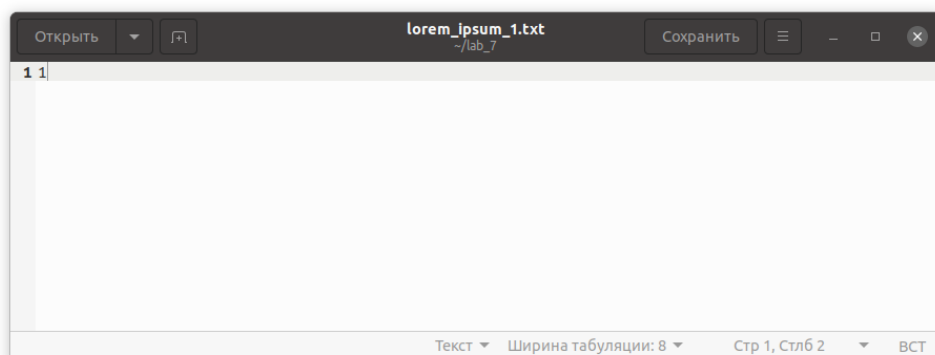 Открыть
lorem_ipsum_1.txt
~/lab_7
Сохранить
1 1
Текст Ширина табуляции: 8 Стр 1, Стлб 2 ВСТ